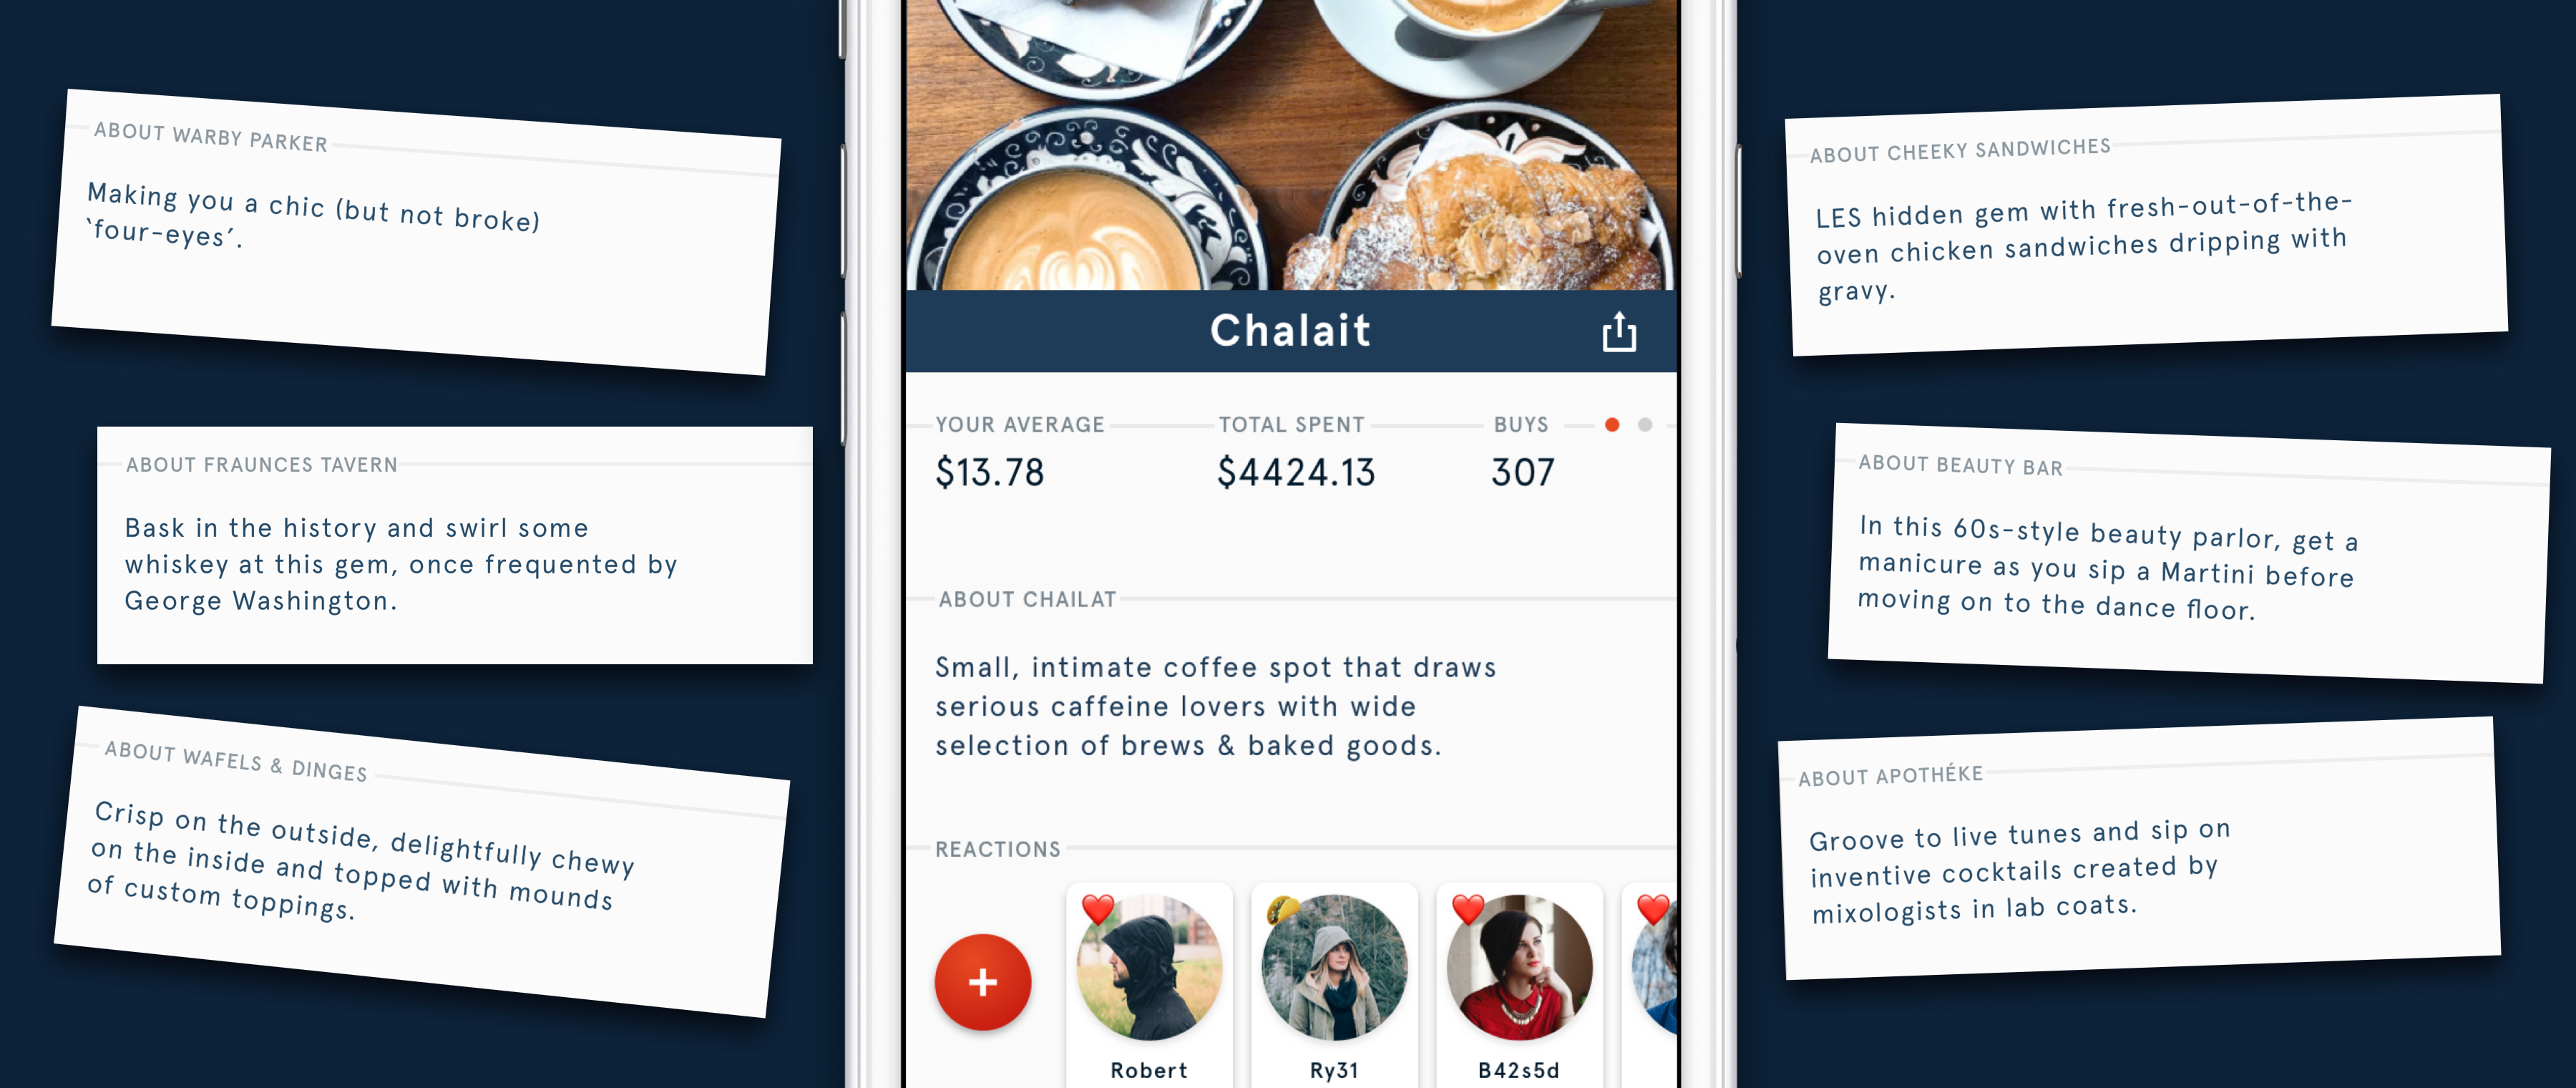 ABOUT WARBY PARKER
Making you a chic (but not broke)
‘four-eyes’.
ABOUT FRAUNCES TAVERN
Bask in the history and swirl some
whiskey at this gem, once frequented by
George Washington.
ABOUT WAFELS & DINGES
Crisp on the outside, delightfully chewy
on the inside and topped with mounds
of custom toppings.
Chalait
YOUR AVERAGE TOTAL SPENT BUYS
$13.78 $4424.13 307
ABOUT CHAILAT
Small, intimate coffee spot that draws
serious caffeine lovers with wide
selection of brews & baked goods.
REACTIONS
Robert Ry31 B42s5d
ABOUT CHEEKY SANDWICHES
LES hidden gem with fresh-out-of-the-
oven chicken sandwiches dripping with
gravy.
ABOUT BEAUTY BAR
In this 60s-style beauty parlor, get a
manicure as you sip a Martini before
moving on to the dance floor.
ABOUT APOTHÉKE
Groove to live tunes and sip on
inventive cocktails created by
mixologists in lab coats.